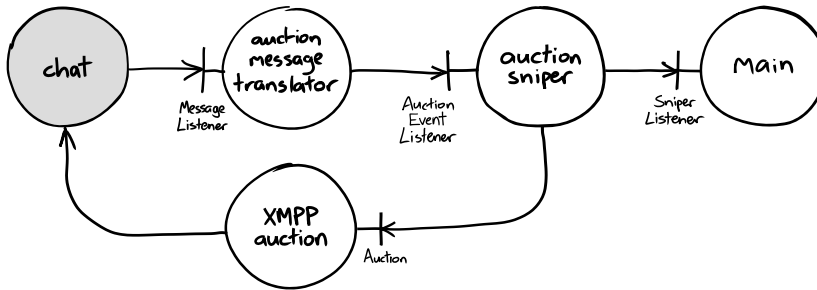 chat
auction
message
translator
auction
sniper
Main
Message
Listener
Auction
Event
Listener
Sniper
Listener
XMPP
auction
Auction